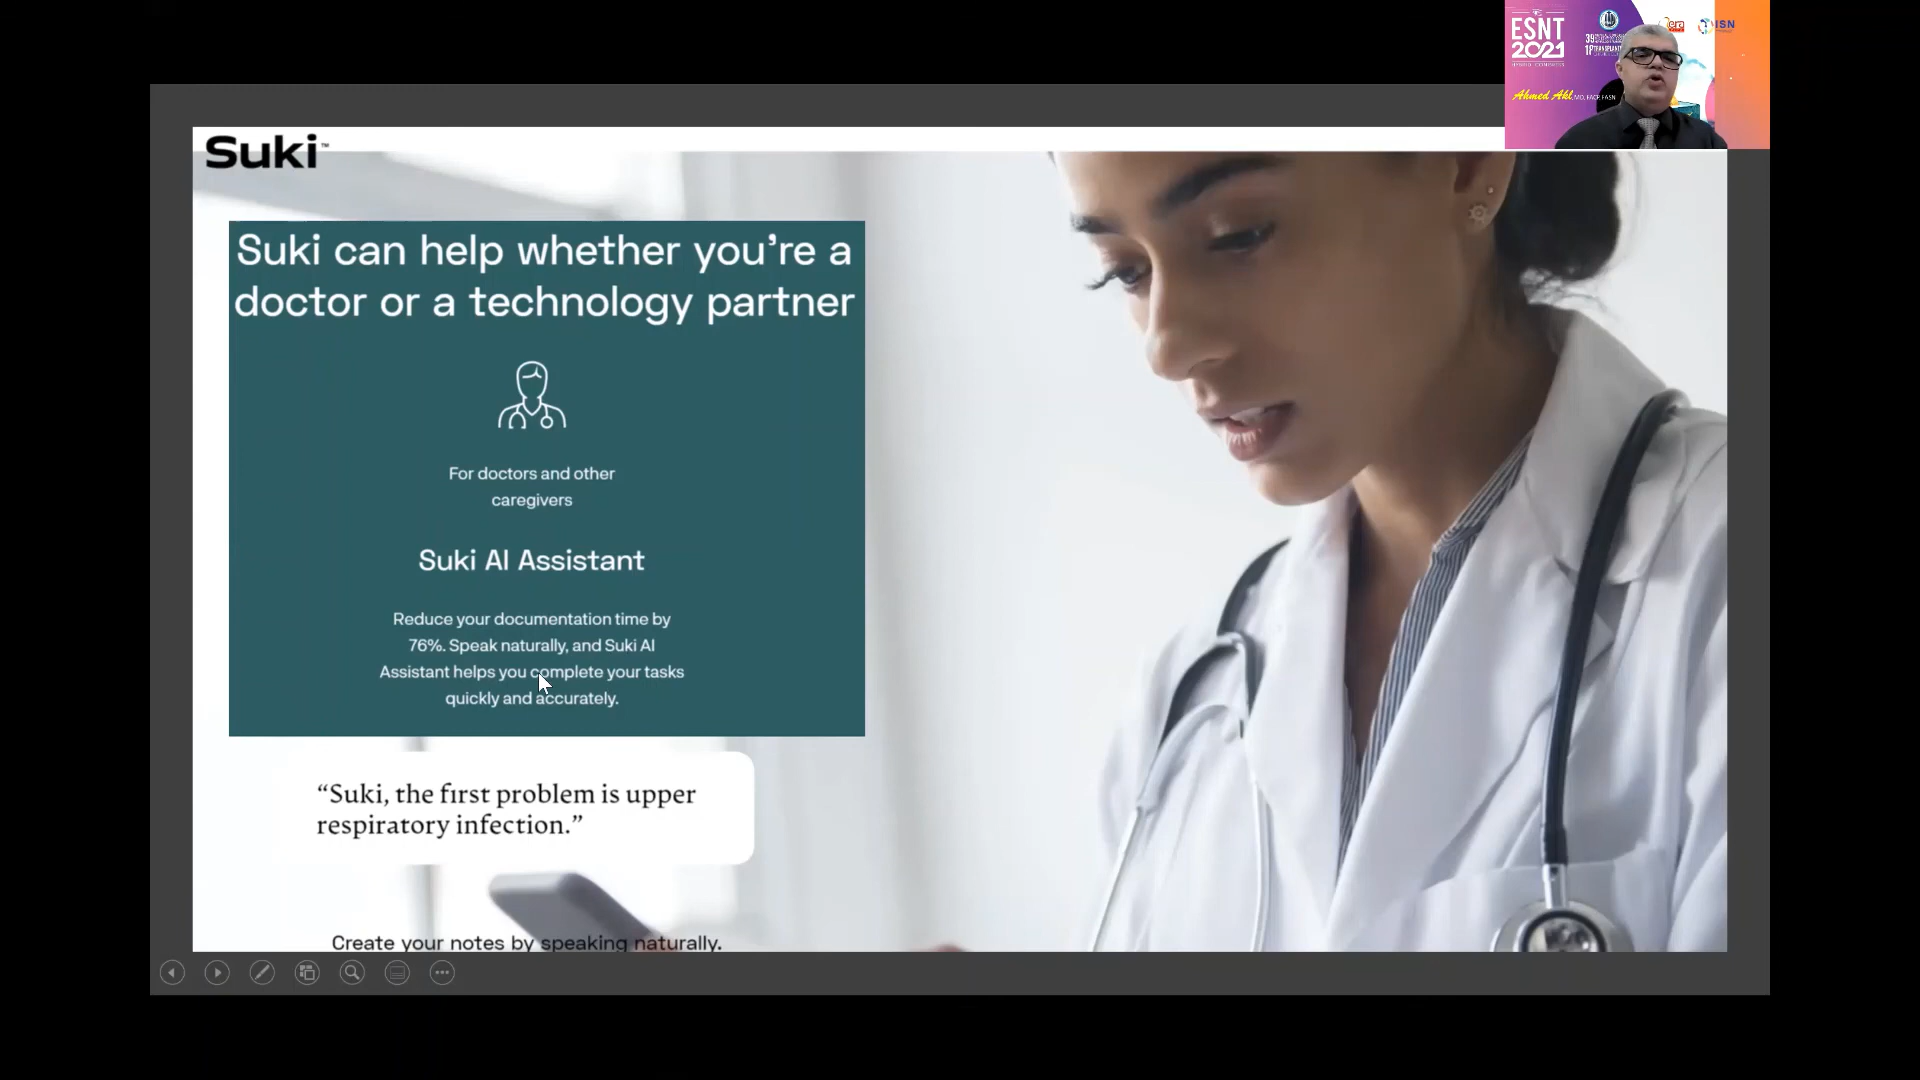 Suki™
Suki can help whether you're a
doctor or a technology partner
For doctors and other
caregivers
Suki AI Assistant
Reduce your documentation time by
76%. Speak naturally, and Suki AI
Assistant helps you complete your tasks
quickly and accurately.
“Suki, the first problem is upper
respiratory infection.”
Create your notes by speaking naturally.
ESNT
2021
era
ISN
Ahmed Akl, MD, FACP, FASN